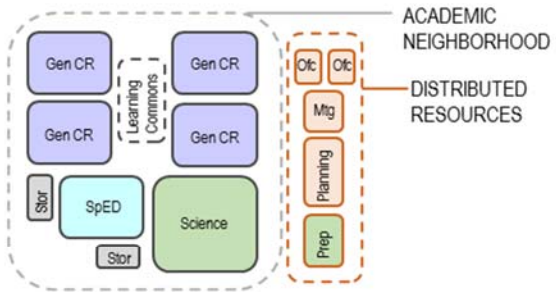 ACADEMIC
NEIGHBORHOOD
Gen CR
Gen CR
Learning
Commons
Gen CR
Gen CR
Stor
SpED
Stor
Science
Ofc
Ofc
Mtg
Planning
Prep
DISTRIBUTED
RESOURCES